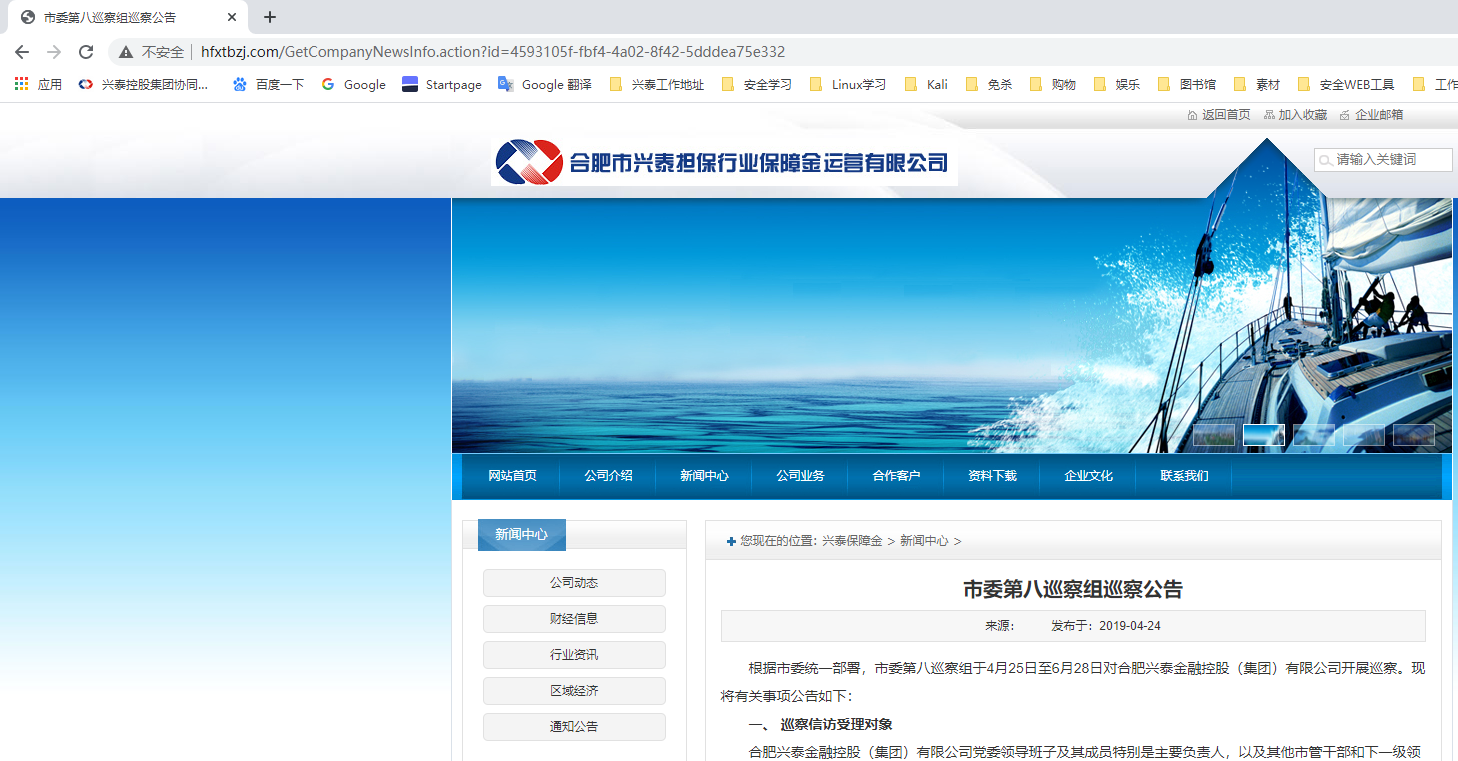 市委第八巡察组巡察公告
不安全 hfxtbzj.com/GetCompanyNewsInfo.action?id=4593105f-fbf4-4a02-8f42-5dddea75e332
应用 兴泰控股集团协同... 百度一下 Google Startpage Google 翻译 兴泰工作地址 安全学习 Linux学习 Kali 免杀 购物 娱乐 图书馆 素材 安全WEB工具 工作
返回首页 加入收藏 企业邮箱
合肥市兴泰担保行业保障金运营有限公司
请输入关键词
网站首页 公司介绍 新闻中心 公司业务 合作客户 资料下载 企业文化 联系我们
新闻中心
公司动态
财经信息
行业资讯
区域经济
通知公告
您现在的位置：兴泰保障金 > 新闻中心 >
市委第八巡察组巡察公告
来源： 发布于：2019-04-24
根据市委统一部署，市委第八巡察组于4月25日至6月28日对合肥兴泰金融控股（集团）有限公司开展巡察。现
将有关事项公告如下：
一、 巡察信访受理对象
合肥兴泰金融控股（集团）有限公司党委领导班子及其成员特别是主要负责人，以及其他市管干部和下一级领